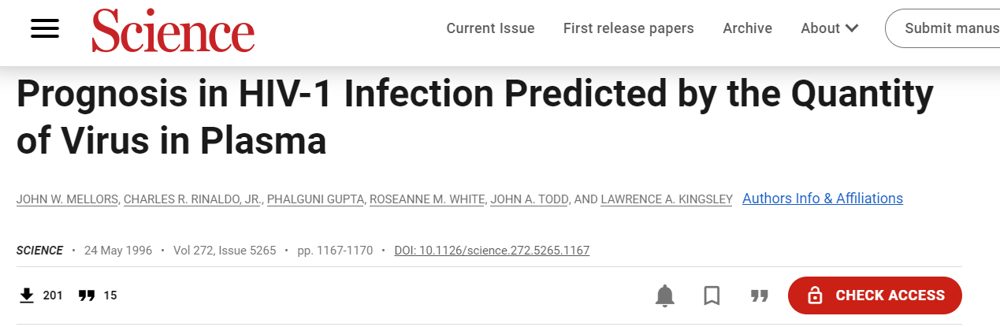 Science
Current Issue First release papers Archive About Submit manus
Prognosis in HIV-1 Infection Predicted by the Quantity
of Virus in Plasma
JOHN W. MELLORS, CHARLES R. RINALDO, JR., PHALGUNI GUPTA, ROSEANNE M. WHITE, JOHN A. TODD, AND LAWRENCE A. KINGSLEY Authors Info & Affiliations
SCIENCE • 24 May 1996 • Vol 272, Issue 5265 • pp. 1167-1170 • DOI: 10.1126/science.272.5265.1167
201 15 CHECK ACCESS